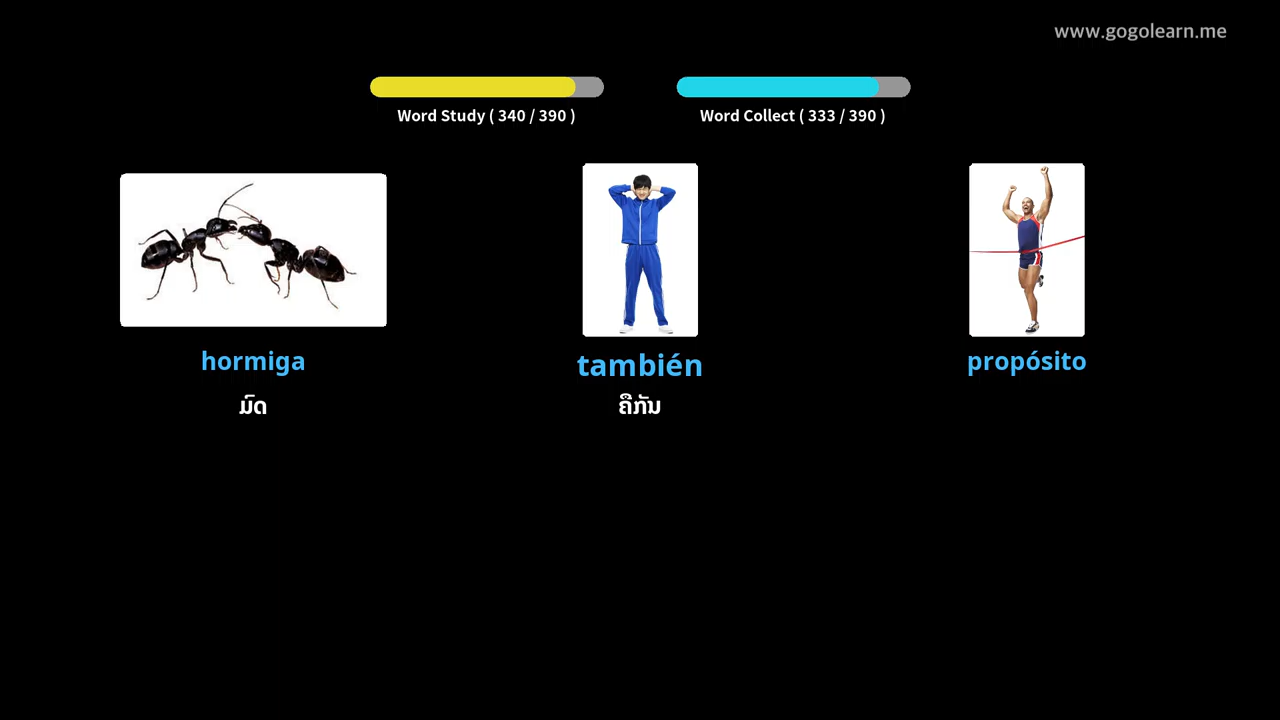 www.gogolearn.me
Word Study ( 340 / 390 )
Word Collect ( 333 / 390 )
hormiga
también
propósito
ມົດ
ຄືກັນ